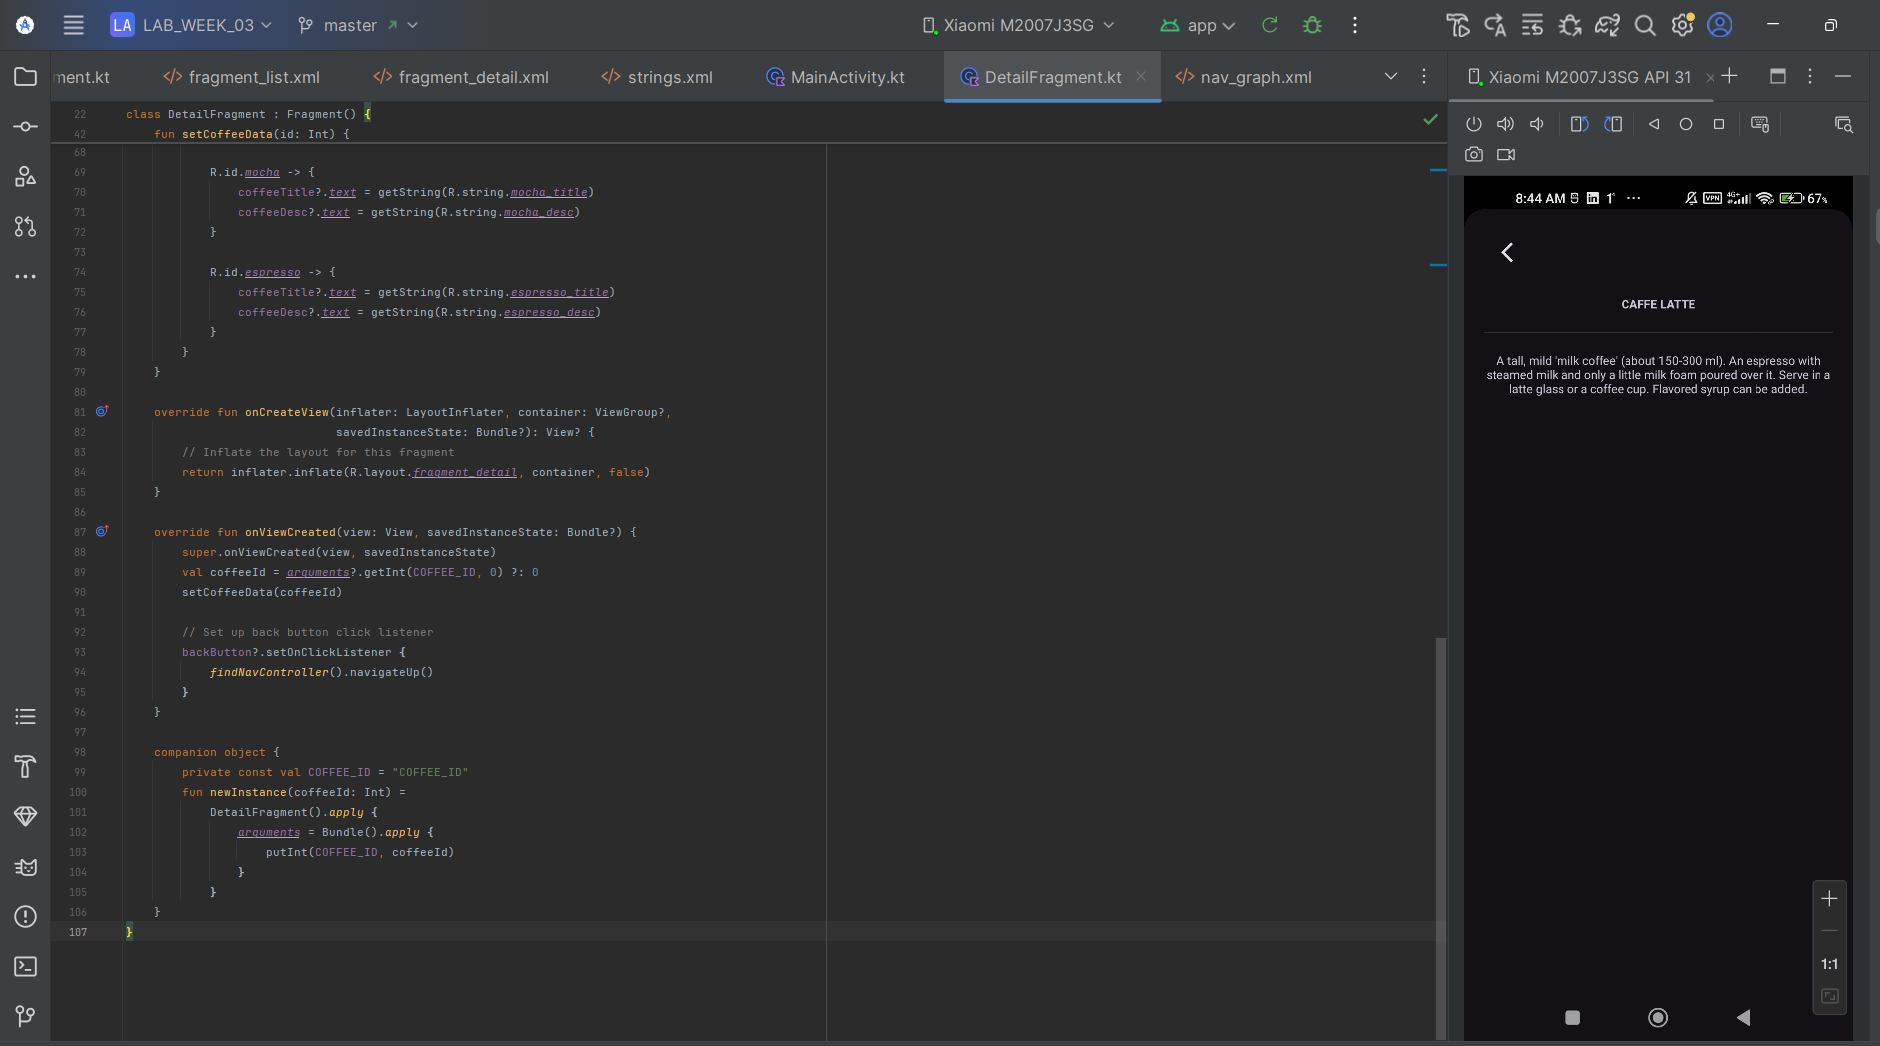 LA LAB_WEEK_03 master
Xiaomi M2007J3SG app
ment.kt fragment_list.xml fragment_detail.xml strings.xml MainActivity.kt DetailFragment.kt nav_graph.xml
Xiaomi M2007J3SG API 31
22 class DetailFragment : Fragment() {
42 fun setCoffeeData(id: Int) {
68
69 R.id.mocha -> {
70 coffeeTitle?.text = getString(R.string.mocha_title)
71 coffeeDesc?.text = getString(R.string.mocha_desc)
72 }
73
74 R.id.espresso -> {
75 coffeeTitle?.text = getString(R.string.espresso_title)
76 coffeeDesc?.text = getString(R.string.espresso_desc)
77 }
78 }
79 }
80
81 override fun onCreateView(inflater: LayoutInflater, container: ViewGroup?,
82 savedInstanceState: Bundle?): View? {
83 // Inflate the layout for this fragment
84 return inflater.inflate(R.layout.fragment_detail, container, false)
85 }
86
87 override fun onViewCreated(view: View, savedInstanceState: Bundle?) {
88 super.onViewCreated(view, savedInstanceState)
89 val coffeeId = arguments?.getInt(COFFEE_ID, 0) ?: 0
90 setCoffeeData(coffeeId)
91
92 // Set up back button click listener
93 backButton?.setOnClickListener {
94 findNavController().navigateUp()
95 }
96 }
97
98 companion object {
99 private const val COFFEE_ID = "COFFEE_ID"
100 fun newInstance(coffeeId: Int) =
101 DetailFragment().apply {
102 arguments = Bundle().apply {
103 putInt(COFFEE_ID, coffeeId)
104 }
105 }
106 }
107 }
8:44 AM in ··· VPN 4G+ 67%
CAFFE LATTE
A tall, mild 'milk coffee' (about 150-300 ml). An espresso with
steamed milk and only a little milk foam poured over it. Serve in a
latte glass or a coffee cup. Flavored syrup can be added.
1:1